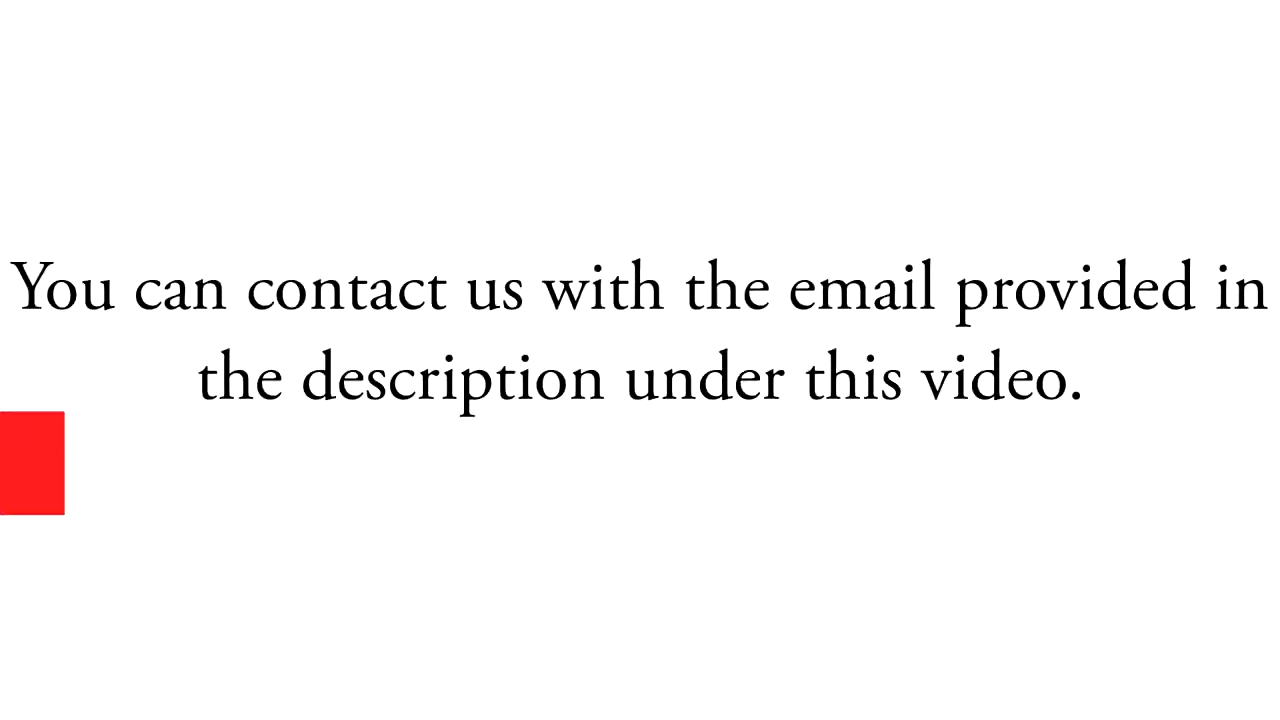 You can contact us with the email provided in
the description under this video.